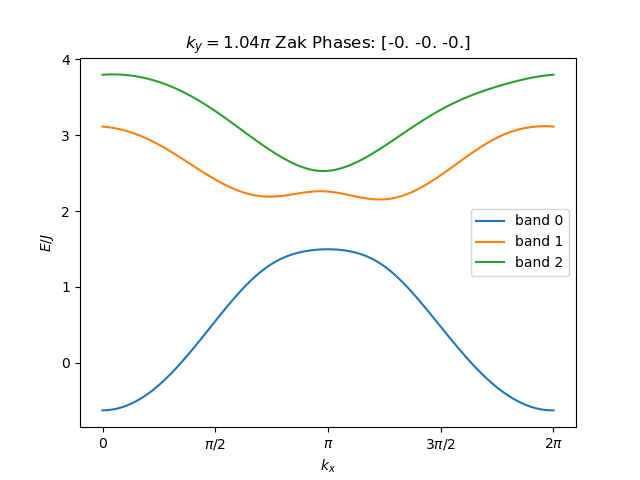 $k_y = 1.04\pi$ Zak Phases: [-0. -0. -0.]
4
3
2
1
0
E/J
band 0
band 1
band 2
0
π/2
π
3π/2
2π
$k_x$